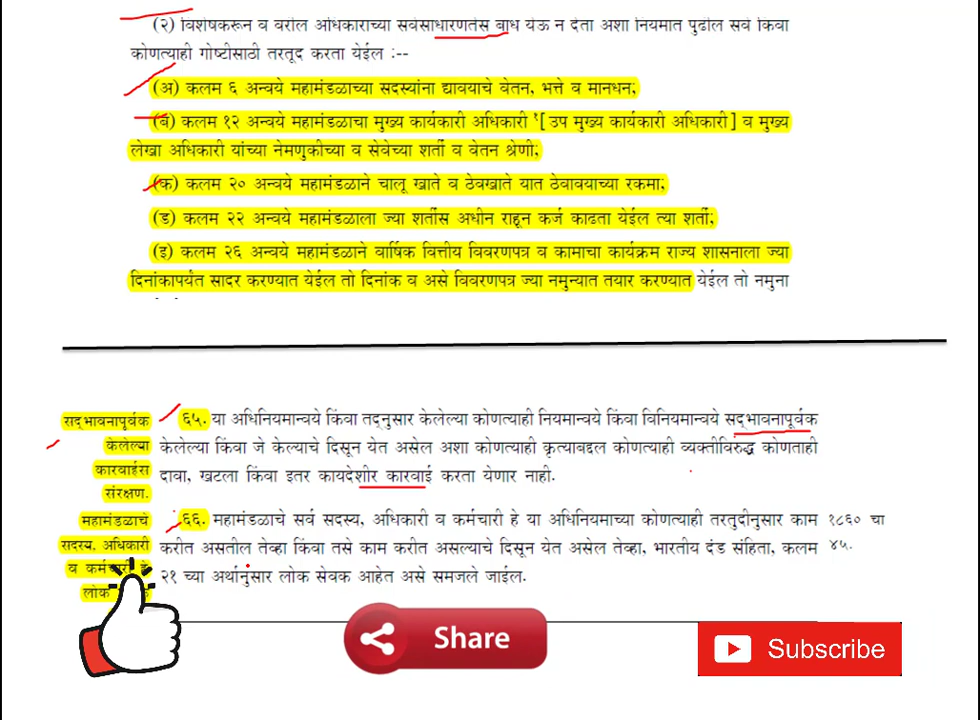 (२) विशेषकरून व वरील अधिकाराच्या सर्वसाधारणतेस बाध येऊ न देता अशा नियमात पुढील सर्व किंवा
कोणत्याही गोष्टीसाठी तरतूद करता येईल :--
(अ) कलम ६ अन्वये महामंडळाच्या सदस्यांना द्यावयाचे वेतन, भत्ते व मानधन;
(ब) कलम १२ अन्वये महामंडळाचा मुख्य कार्यकारी अधिकारी १[ उप मुख्य कार्यकारी अधिकारी] व मुख्य
लेखा अधिकारी यांच्या नेमणुकीच्या व सेवेच्या शर्ती व वेतन श्रेणी;
(क) कलम २० अन्वये महामंडळाने चालू खाते व ठेवखाते यात ठेवावयाच्या रकमा;
(ड) कलम २२ अन्वये महामंडळाला ज्या शर्तीस अधीन राहून कर्ज काढता येईल त्या शर्ती;
(इ) कलम २६ अन्वये महामंडळाने वार्षिक वित्तीय विवरणपत्र व कामाचा कार्यक्रम राज्य शासनाला ज्या
दिनांकापर्यंत सादर करण्यात येईल तो दिनांक व असे विवरणपत्र ज्या नमुन्यात तयार करण्यात येईल तो नमुना
सद्‌भावनापूर्वक
केलेल्या
कारवाईस
संरक्षण.
६५. या अधिनियमान्वये किंवा तद्‌नुसार केलेल्या कोणत्याही नियमान्वये किंवा विनियमान्वये सद्‌भावनापूर्वक
केलेल्या किंवा जे केल्याचे दिसून येत असेल अशा कोणत्याही कृत्याबद्दल कोणत्याही व्यक्तीविरुद्ध कोणताही
दावा, खटला किंवा इतर कायदेशीर कारवाई करता येणार नाही.
महामंडळाचे
सदस्य, अधिकारी
व कर्मचारी हे
लोक
६६. महामंडळाचे सर्व सदस्य, अधिकारी व कर्मचारी हे या अधिनियमाच्या कोणत्याही तरतुदीनुसार काम
करीत असतील तेव्हा किंवा तसे काम करीत असल्याचे दिसून येत असेल तेव्हा, भारतीय दंड संहिता, कलम
२१ च्या अर्थानुसार लोक सेवक आहेत असे समजले जाईल.
१८६० चा
४५.
Share
Subscribe